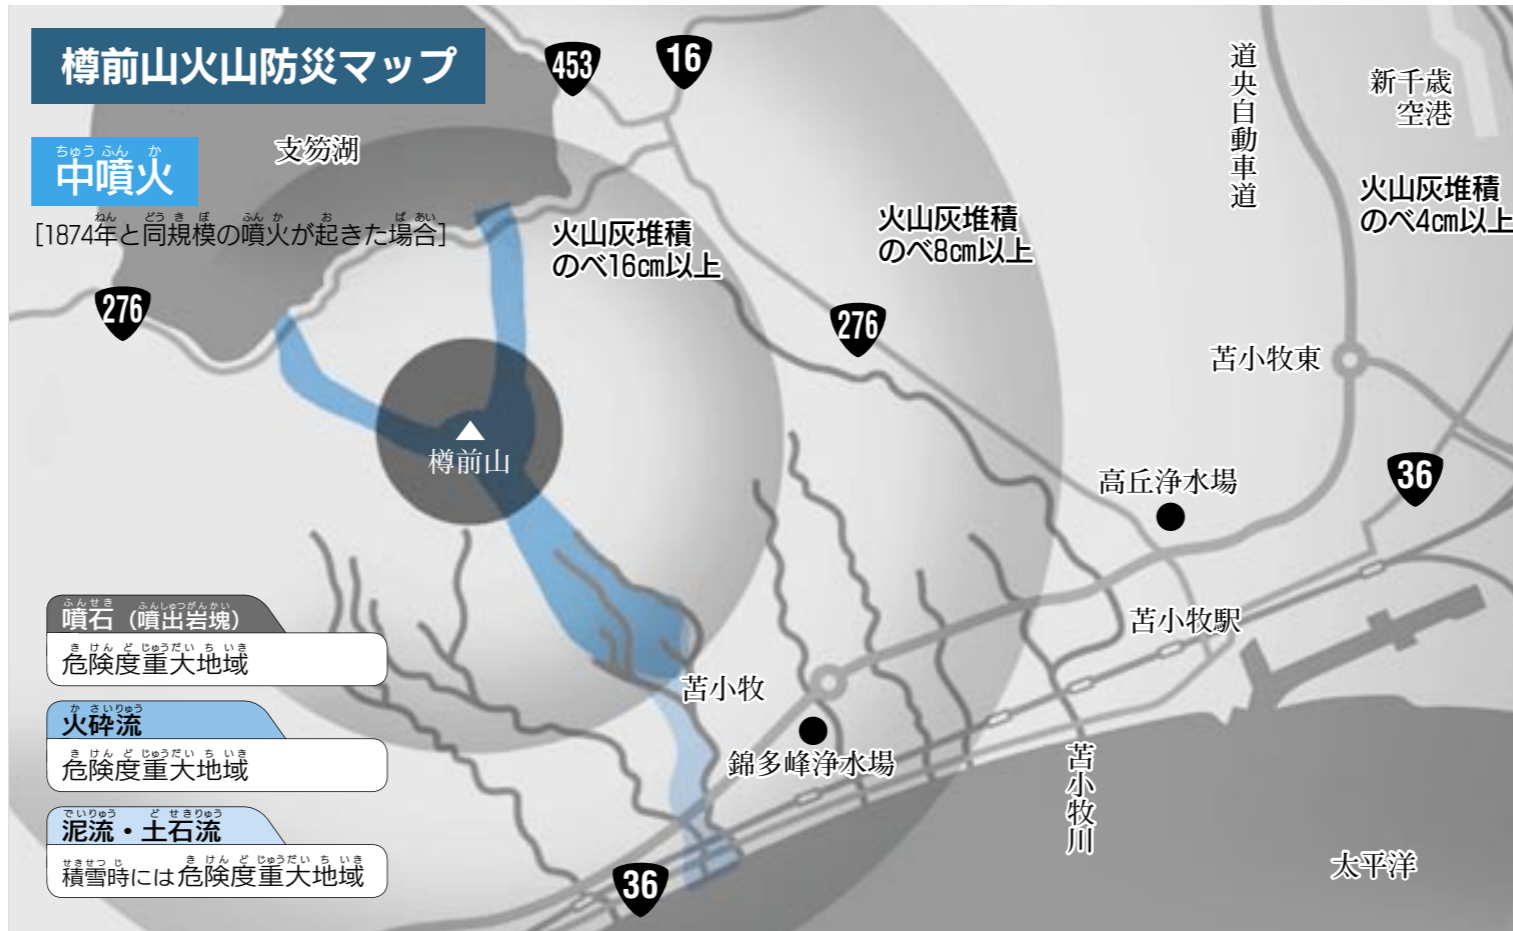 樽前山火山防災マップ
453
16
道央自動車道
新千歳
空港
支笏湖
ちゅう ふん か
中噴火
ねん どう き ぼ ふん か お ば あい
[1874年と同規模の噴火が起きた場合]
火山灰堆積
のべ16cm以上
火山灰堆積
のべ8cm以上
火山灰堆積
のべ4cm以上
276
276
苫小牧東
樽前山
高丘浄水場
36
ふんせき ふんしゅつがんかい
噴石（噴出岩塊）
き けん ど じゅうだい ち いき
危険度重大地域
苫小牧駅
苫小牧
か さいりゅう
火砕流
き けん ど じゅうだい ち いき
危険度重大地域
錦多峰浄水場
苫小牧川
でいりゅう ど せきりゅう
泥流・土石流
せきせつ じ き けん ど じゅうだい ち いき
積雪時には危険度重大地域
36
太平洋